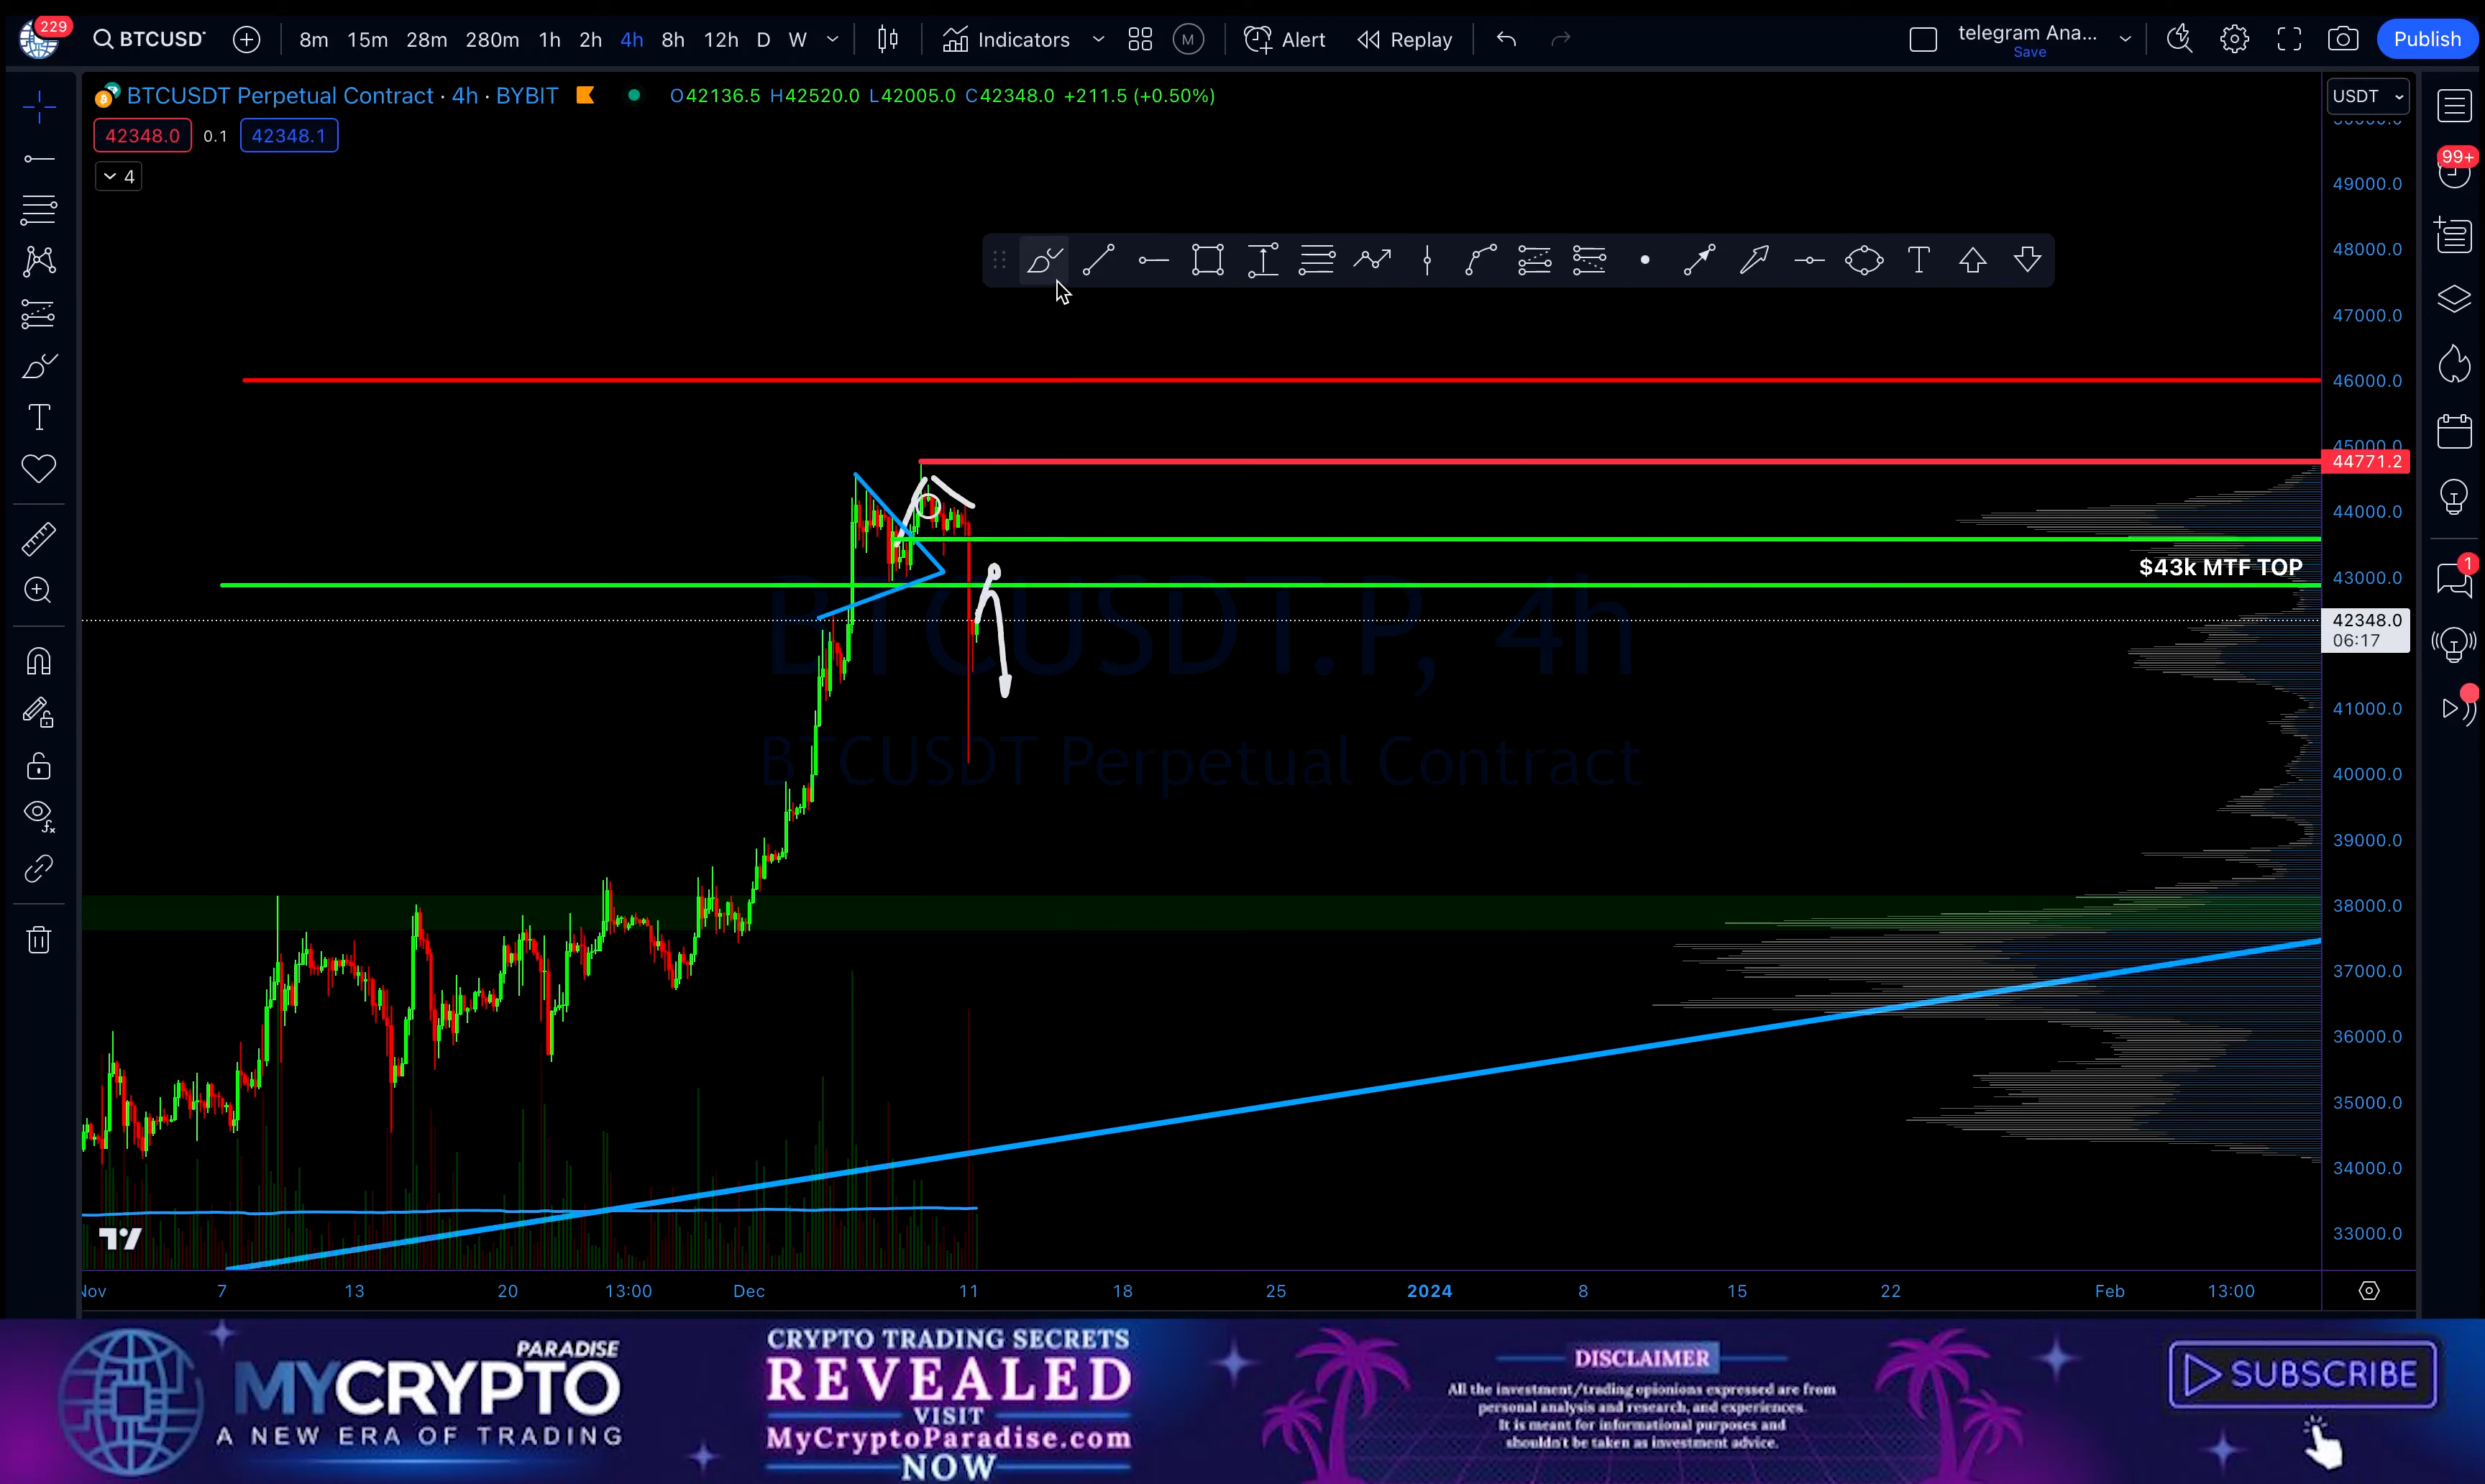 229
BTCUSD
8m 15m 28m 280m 1h 2h 4h 8h 12h D W
Indicators
M
Alert
Replay
telegram Ana...
Save
Publish
BTCUSDT Perpetual Contract · 4h · BYBIT
O42136.5 H42520.0 L42005.0 C42348.0 +211.5 (+0.50%)
USDT
42348.0 0.1 42348.1
4
99+
49000.0
48000.0
47000.0
46000.0
45000.0
44771.2
44000.0
$43k MTF TOP
43000.0
1
42348.0
06:17
BTCUSDT.P, 4h
BTCUSDT Perpetual Contract
41000.0
40000.0
39000.0
38000.0
37000.0
36000.0
35000.0
34000.0
33000.0
Nov 7 13 20 13:00 Dec 11 18 25 2024 8 15 22 Feb 13:00
PARADISE
MYCRYPTO
A NEW ERA OF TRADING
CRYPTO TRADING SECRETS
REVEALED
VISIT
MyCryptoParadise.com
NOW
DISCLAIMER
All the investment/trading opionions expressed are from
personal analysis and research, and experiences.
It is meant for informational purposes and
shouldn't be taken as investment advice.
SUBSCRIBE